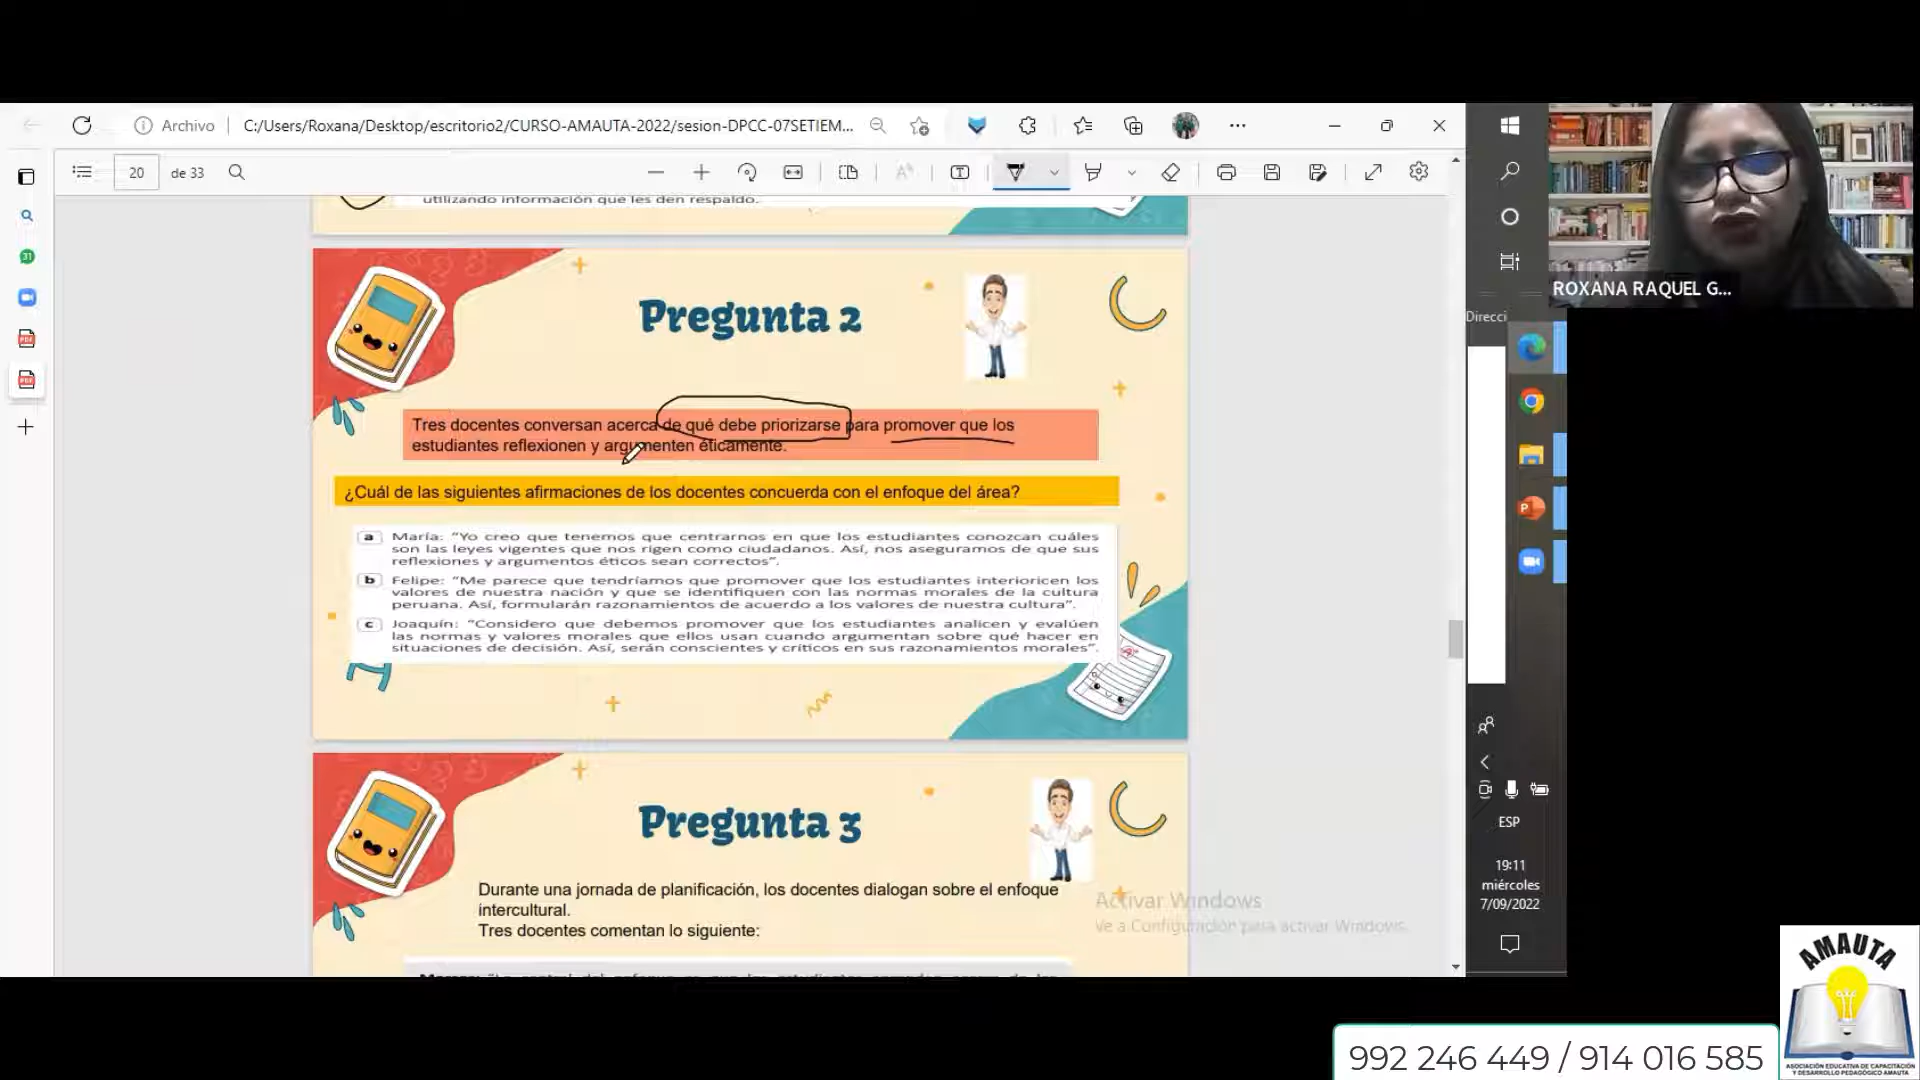 Archivo
C:/Users/Roxana/Desktop/escritorio2/CURSO-AMAUTA-2022/sesion-DPCC-07SETIEM...
20 de 33
utilizando información que les den respaldo.
Pregunta 2
Tres docentes conversan acerca de qué debe priorizarse para promover que los
estudiantes reflexionen y argumenten éticamente.
¿Cuál de las siguientes afirmaciones de los docentes concuerda con el enfoque del área?
a María: “Yo creo que tenemos que centrarnos en que los estudiantes conozcan cuáles
son las leyes vigentes que nos rigen como ciudadanos. Así, nos aseguramos de que sus
reflexiones y argumentos éticos sean correctos”.
b Felipe: “Me parece que tendríamos que promover que los estudiantes interioricen los
valores de nuestra nación y que se identifiquen con las normas morales de la cultura
peruana. Así, formularán razonamientos de acuerdo a los valores de nuestra cultura”.
c Joaquín: “Considero que debemos promover que los estudiantes analicen y evalúen
las normas y valores morales que ellos usan cuando argumentan sobre qué hacer en
situaciones de decisión. Así, serán conscientes y críticos en sus razonamientos morales”.
Pregunta 3
Durante una jornada de planificación, los docentes dialogan sobre el enfoque
intercultural.
Tres docentes comentan lo siguiente:
Activar Windows
Ve a Configuración para activar Windows.
ROXANA RAQUEL G...
Direcci
ESP
19:11
miércoles
7/09/2022
992 246 449 / 914 016 585
AMAUTA
ASOCIACIÓN EDUCATIVA DE CAPACITACIÓN
Y DESARROLLO PEDAGÓGICO AMAUTA